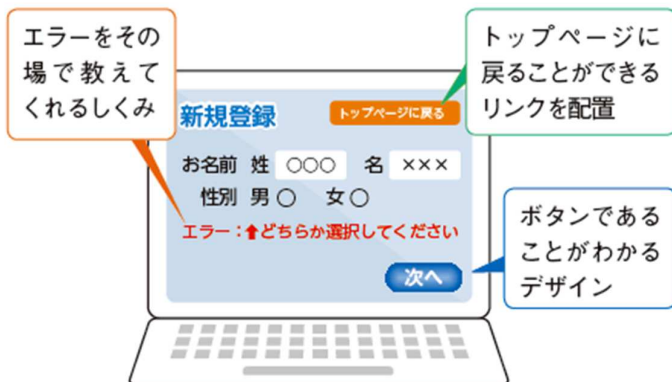 エラーをその
場で教えて
くれるしくみ
トップページに
戻ることができる
リンクを配置
新規登録
トップページに戻る
お名前 姓 ○○○ 名 ×××
性別 男○ 女○
エラー:⬆どちらか選択してください
次へ
ボタンである
ことがわかる
デザイン